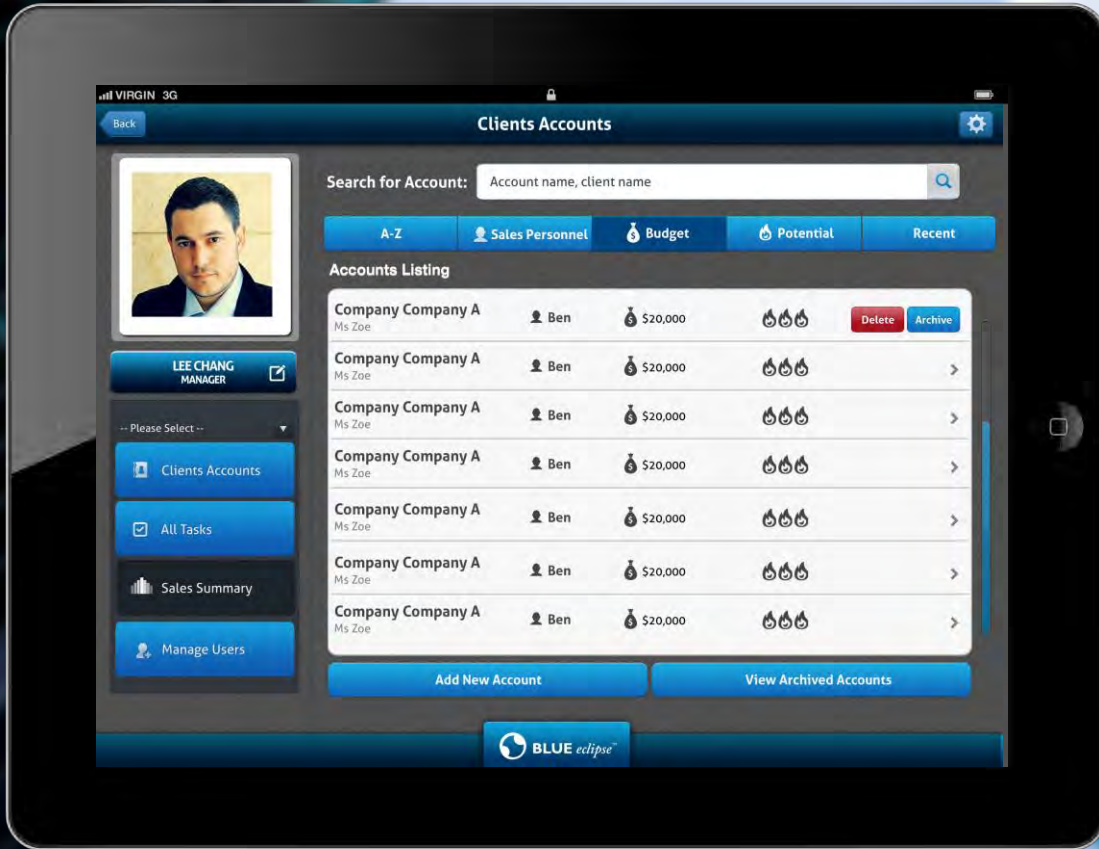 VIRGIN 3G
Back
Clients Accounts
Search for Account:
Account name, client name
A-Z
Sales Personnel
Budget
Potential
Recent
Accounts Listing
Company Company A
Ms Zoe
Ben
$20,000
Delete
Archive
Company Company A
Ms Zoe
Ben
$20,000
Company Company A
Ms Zoe
Ben
$20,000
Company Company A
Ms Zoe
Ben
$20,000
Company Company A
Ms Zoe
Ben
$20,000
Company Company A
Ms Zoe
Ben
$20,000
Company Company A
Ms Zoe
Ben
$20,000
Add New Account
View Archived Accounts
LEE CHANG
MANAGER
-- Please Select --
Clients Accounts
All Tasks
Sales Summary
Manage Users
BLUE eclipse™